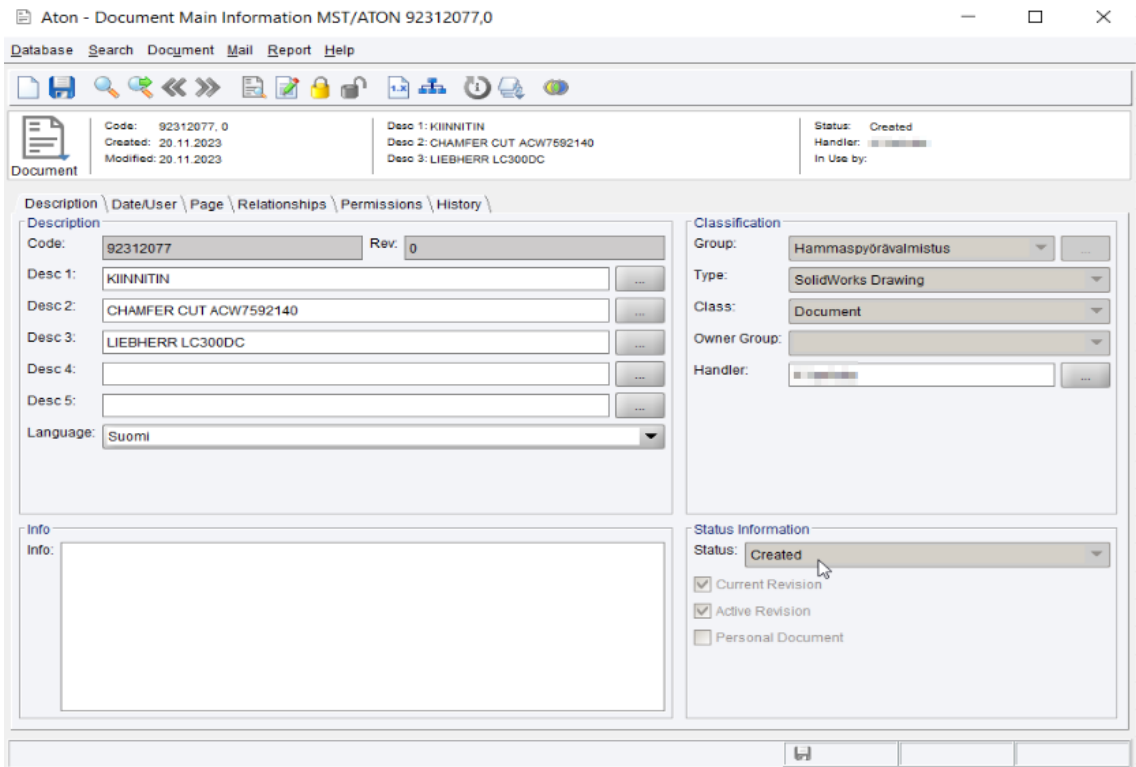 Aton - Document Main Information MST/ATON 92312077,0
Database Search Document Mail Report Help
1.X
Document
Code: 92312077, 0
Created: 20.11.2023
Modified: 20.11.2023
Desc 1: KIINNITIN
Desc 2: CHAMFER CUT ACW7592140
Desc 3: LIEBHERR LC300DC
Status: Created
Handler:
In Use by:
Description Date/User Page Relationships Permissions History
Description
Code: 92312077 Rev: 0
Desc 1: KIINNITIN ...
Desc 2: CHAMFER CUT ACW7592140 ...
Desc 3: LIEBHERR LC300DC ...
Desc 4: ...
Desc 5: ...
Language: Suomi
Classification
Group: Hammaspyörävalmistus ...
Type: SolidWorks Drawing
Class: Document
Owner Group:
Handler: ...
Info
Info:
Status Information
Status: Created
Current Revision
Active Revision
Personal Document